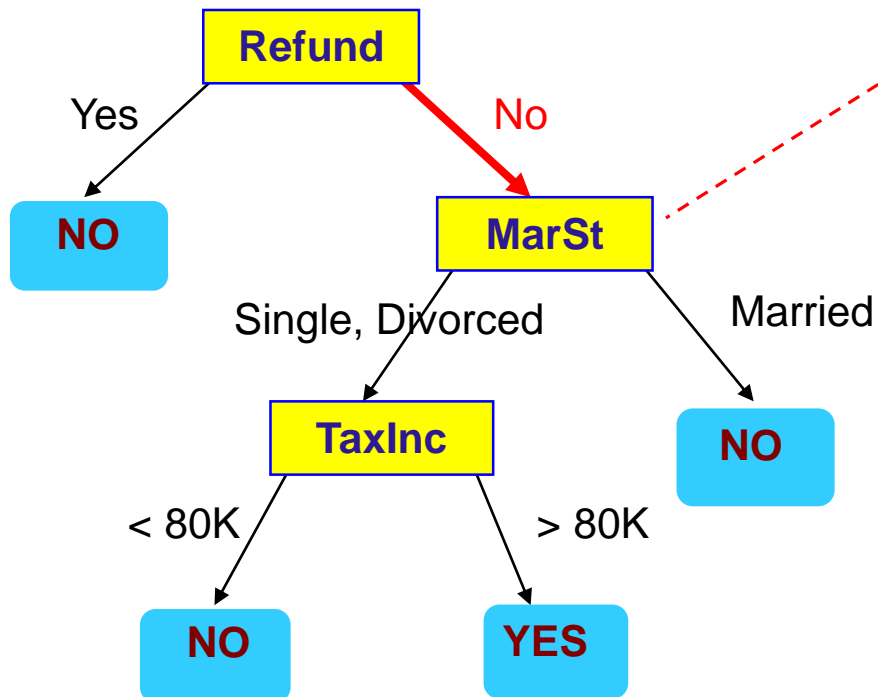 Refund
Yes
No
NO
MarSt
Single, Divorced
Married
TaxInc
NO
< 80K
> 80K
NO
YES